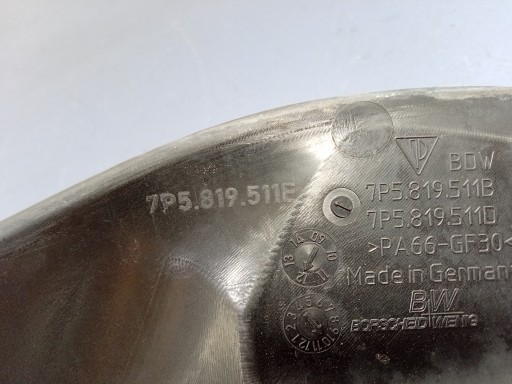 BDW
7P5.819.511E
7P5.819.511B
7P5.819.511D
>PA66-GF30<
Made in German
BW
BORSCHEID WENIG